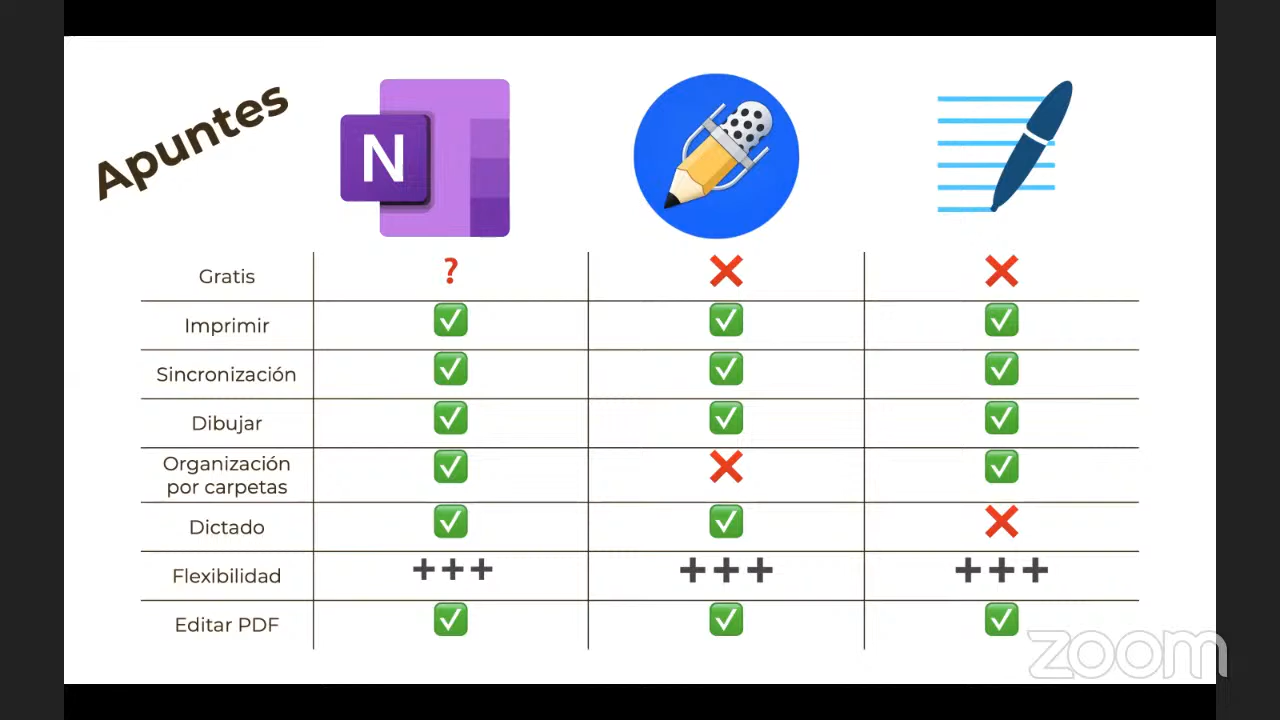 Apuntes
N
Gratis ? ❌ ❌
Imprimir ✅ ✅ ✅
Sincronización ✅ ✅ ✅
Dibujar ✅ ✅ ✅
Organización
por carpetas ✅ ❌ ✅
Dictado ✅ ✅ ❌
Flexibilidad +++ +++ +++
Editar PDF ✅ ✅ ✅
zoom